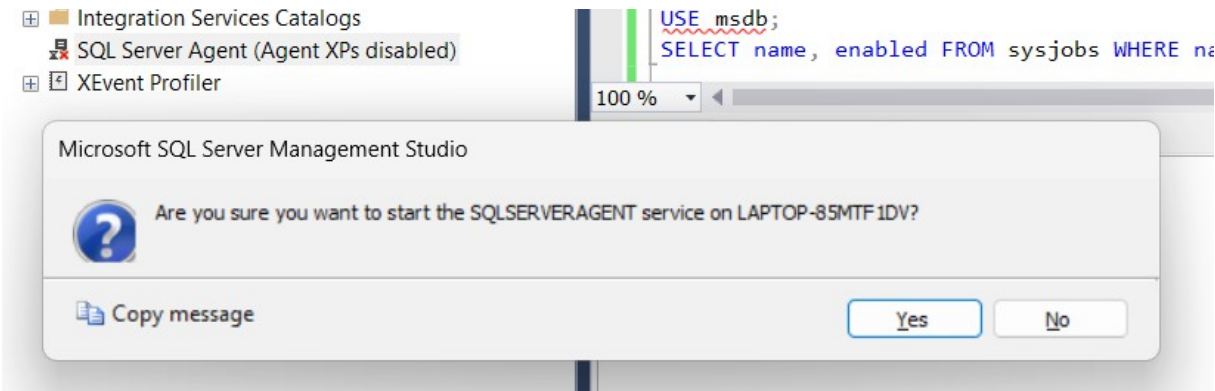 Integration Services Catalogs
SQL Server Agent (Agent XPs disabled)
XEvent Profiler
USE msdb;
SELECT name, enabled FROM sysjobs WHERE na
100 %
Microsoft SQL Server Management Studio
Are you sure you want to start the SQLSERVERAGENT service on LAPTOP-85MTF1DV?
Copy message
Yes
No